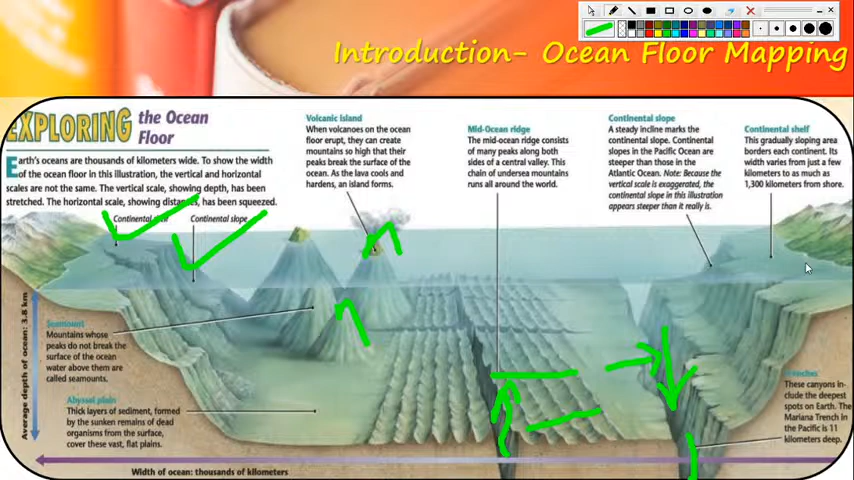 Introduction- Ocean Floor Mapping
EXPLORING the Ocean
Floor
Earth's oceans are thousands of kilometers wide. To show the width
of the ocean floor in this illustration, the vertical and horizontal
scales are not the same. The vertical scale, showing depth, has been
stretched. The horizontal scale, showing distance, has been squeezed.
Volcanic island
When volcanoes on the ocean
floor erupt, they can create
mountains so high that their
peaks break the surface of the
ocean. As the lava cools and
hardens, an island forms.
Mid-Ocean ridge
The mid-ocean ridge consists
of many peaks along both
sides of a central valley. This
chain of undersea mountains
runs all around the world.
Continental slope
A steady incline marks the
continental slope. Continental
slopes in the Pacific Ocean are
steeper than those in the
Atlantic Ocean. Note: Because the
vertical scale is exaggerated, the
continental slope in this illustration
appears steeper than it really is.
Continental shelf
This gradually sloping area
borders each continent. Its
width varies from just a few
kilometers to as much as
1,300 kilometers from shore.
Continental shelf
Continental slope
Average depth of ocean: 3.8 km
Seamount
Mountains whose
peaks do not break the
surface of the ocean
water above them are
called seamounts.
Abyssal plain
Thick layers of sediment, formed
by the sunken remains of dead
organisms from the surface,
cover these vast, flat plains.
Trenches
These canyons in-
clude the deepest
spots on Earth. The
Mariana Trench in
the Pacific is 11
kilometers deep.
Width of ocean: thousands of kilometers